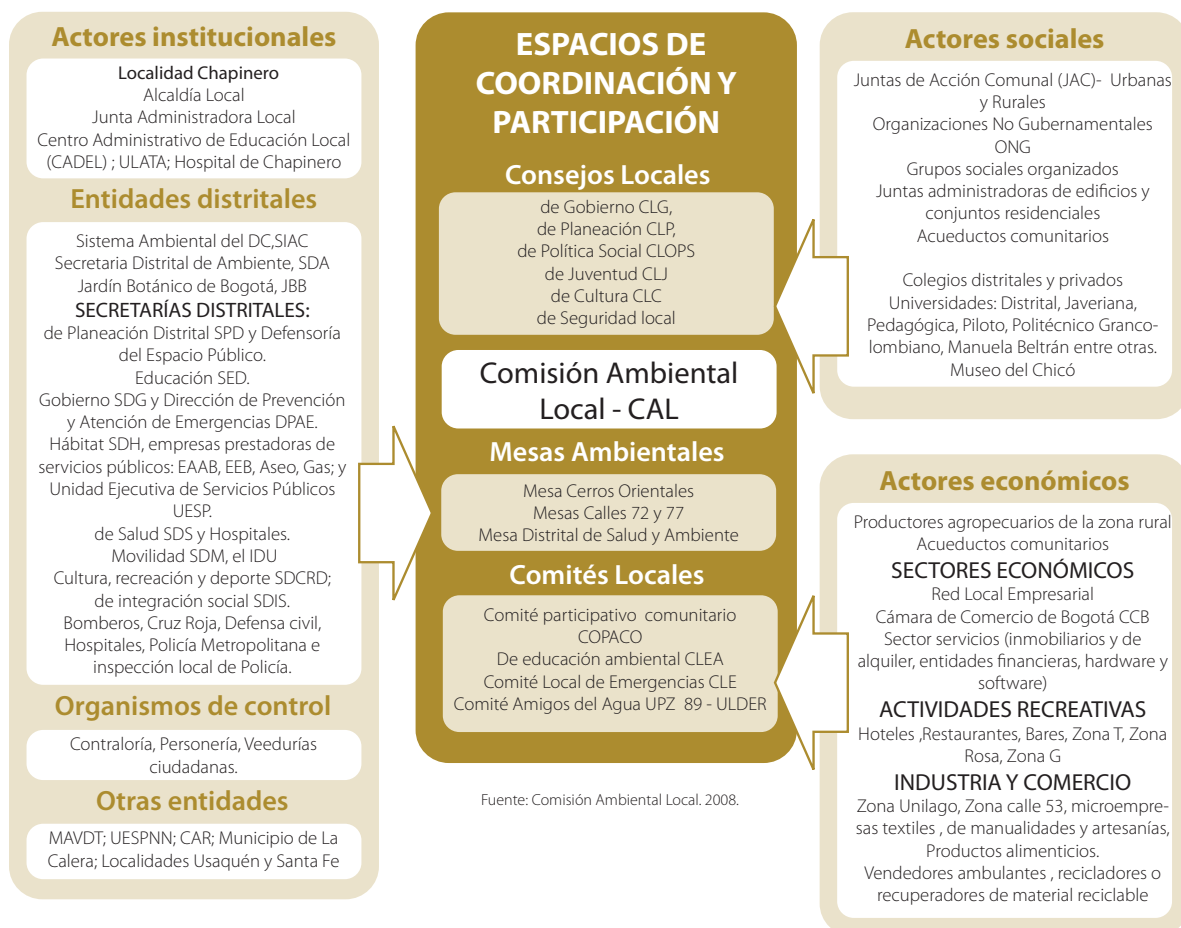 Actores institucionales
Localidad Chapinero
Alcaldía Local
Junta Administradora Local
Centro Administrativo de Educación Local
(CADEL) ; ULATA; Hospital de Chapinero
Entidades distritales
Sistema Ambiental del DC,SIAC
Secretaria Distrital de Ambiente, SDA
Jardín Botánico de Bogotá, JBB
SECRETARÍAS DISTRITALES:
de Planeación Distrital SPD y Defensoría
del Espacio Público.
Educación SED.
Gobierno SDG y Dirección de Prevención
y Atención de Emergencias DPAE.
Hábitat SDH, empresas prestadoras de
servicios públicos: EAAB, EEB, Aseo, Gas; y
Unidad Ejecutiva de Servicios Públicos
UESP.
de Salud SDS y Hospitales.
Movilidad SDM, el IDU
Cultura, recreación y deporte SDCRD;
de integración social SDIS.
Bomberos, Cruz Roja, Defensa civil,
Hospitales, Policía Metropolitana e
inspección local de Policía.
Organismos de control
Contraloría, Personería, Veedurías
ciudadanas.
Otras entidades
MAVDT; UESPNN; CAR; Municipio de La
Calera; Localidades Usaquén y Santa Fe
ESPACIOS DE
COORDINACIÓN Y
PARTICIPACIÓN
Consejos Locales
de Gobierno CLG,
de Planeación CLP,
de Política Social CLOPS
de Juventud CLJ
de Cultura CLC
de Seguridad local
Comisión Ambiental
Local - CAL
Mesas Ambientales
Mesa Cerros Orientales
Mesas Calles 72 y 77
Mesa Distrital de Salud y Ambiente
Comités Locales
Comité participativo comunitario
COPACO
De educación ambiental CLEA
Comité Local de Emergencias CLE
Comité Amigos del Agua UPZ 89 - ULDER
Fuente: Comisión Ambiental Local. 2008.
Actores sociales
Juntas de Acción Comunal (JAC)- Urbanas
y Rurales
Organizaciones No Gubernamentales
ONG
Grupos sociales organizados
Juntas administradoras de edificios y
conjuntos residenciales
Acueductos comunitarios
Colegios distritales y privados
Universidades: Distrital, Javeriana,
Pedagógica, Piloto, Politécnico Granco-
lombiano, Manuela Beltrán entre otras.
Museo del Chicó
Actores económicos
Productores agropecuarios de la zona rural
Acueductos comunitarios
SECTORES ECONÓMICOS
Red Local Empresarial
Cámara de Comercio de Bogotá CCB
Sector servicios (inmobiliarios y de
alquiler, entidades financieras, hardware y
software)
ACTIVIDADES RECREATIVAS
Hoteles ,Restaurantes, Bares, Zona T, Zona
Rosa, Zona G
INDUSTRIA Y COMERCIO
Zona Unilago, Zona calle 53, microempre-
sas textiles , de manualidades y artesanías,
Productos alimenticios.
Vendedores ambulantes , recicladores o
recuperadores de material reciclable